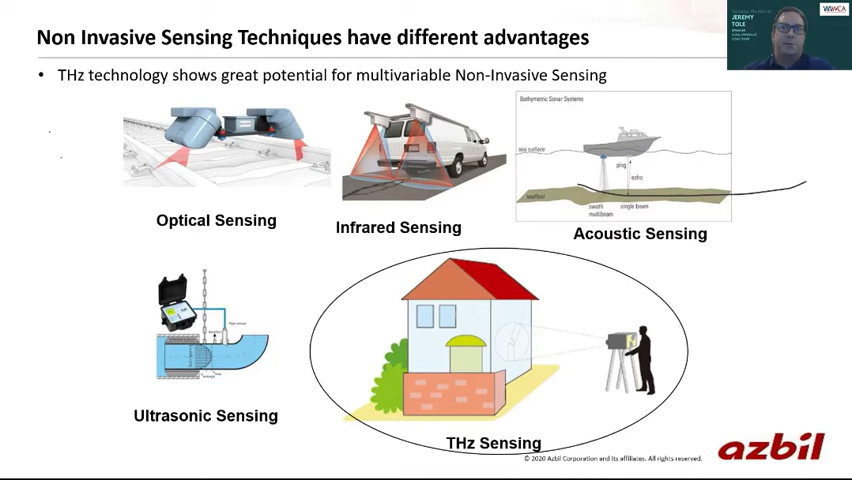 Non Invasive Sensing Techniques have different advantages
• THz technology shows great potential for multivariable Non-Invasive Sensing
JEREMY
TOLE
Bathymetric Sonar Systems
sea surface
ping
echo
seafloor
swath
multibeam
single beam
Optical Sensing
Infrared Sensing
Acoustic Sensing
Ultrasonic Sensing
THz Sensing
© 2020 Azbil Corporation and its affiliates. All rights reserved.
azbil